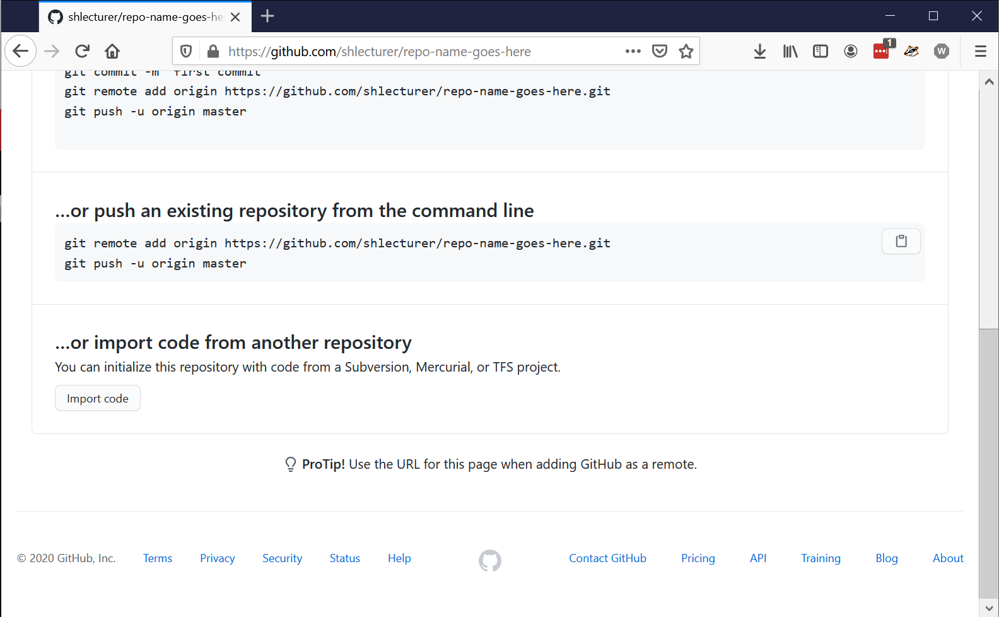 shlecturer/repo-name-goes-he
https://github.com/shlecturer/repo-name-goes-here
1
W
git commit -m "first commit"
git remote add origin https://github.com/shlecturer/repo-name-goes-here.git
git push -u origin master
...or push an existing repository from the command line
git remote add origin https://github.com/shlecturer/repo-name-goes-here.git
git push -u origin master
...or import code from another repository
You can initialize this repository with code from a Subversion, Mercurial, or TFS project.
Import code
ProTip! Use the URL for this page when adding GitHub as a remote.
© 2020 GitHub, Inc. Terms Privacy Security Status Help Contact GitHub Pricing API Training Blog About